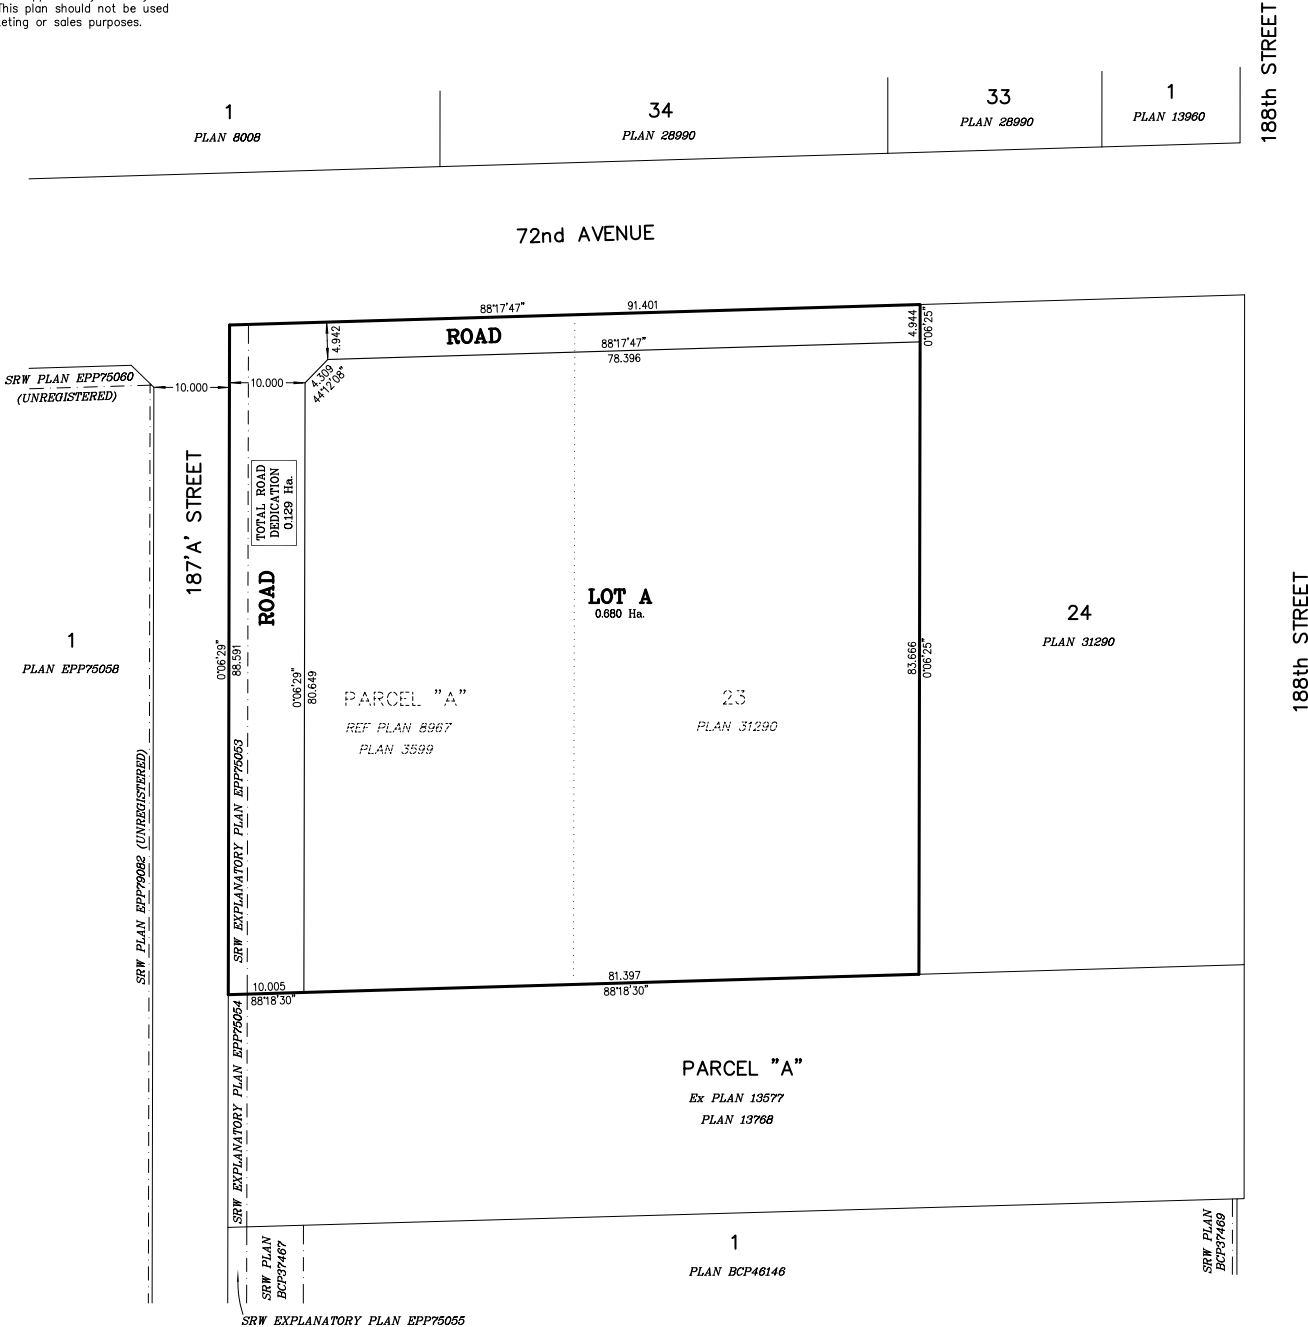 This plan should not be used
eting or sales purposes.
188th STREET
1
PLAN 8008
34
PLAN 28990
33
PLAN 28990
1
PLAN 13960
72nd AVENUE
88°17'47"
91.401
4.942
ROAD
88°17'47"
78.396
4.944
0°06'25"
SRW PLAN EPP75060
(UNREGISTERED)
10.000
10.000
4.309
44°12'08"
187'A' STREET
TOTAL ROAD
DEDICATION
0.129 Ha.
ROAD
LOT A
0.680 Ha.
24
PLAN 31290
188th STREET
1
PLAN EPP75058
0°06'29"
88.591
0°06'29"
80.649
83.666
0°06'25"
PARCEL "A"
REF PLAN 8967
PLAN 3599
23
PLAN 31290
SRW PLAN EPP79082 (UNREGISTERED)
SRW EXPLANATORY PLAN EPP75053
10.005
88°18'30"
81.397
88°18'30"
SRW EXPLANATORY PLAN EPP75054
PARCEL "A"
Ex PLAN 13577
PLAN 13768
SRW PLAN
BCP37467
1
PLAN BCP46146
SRW PLAN
BCP37469
SRW EXPLANATORY PLAN EPP75055